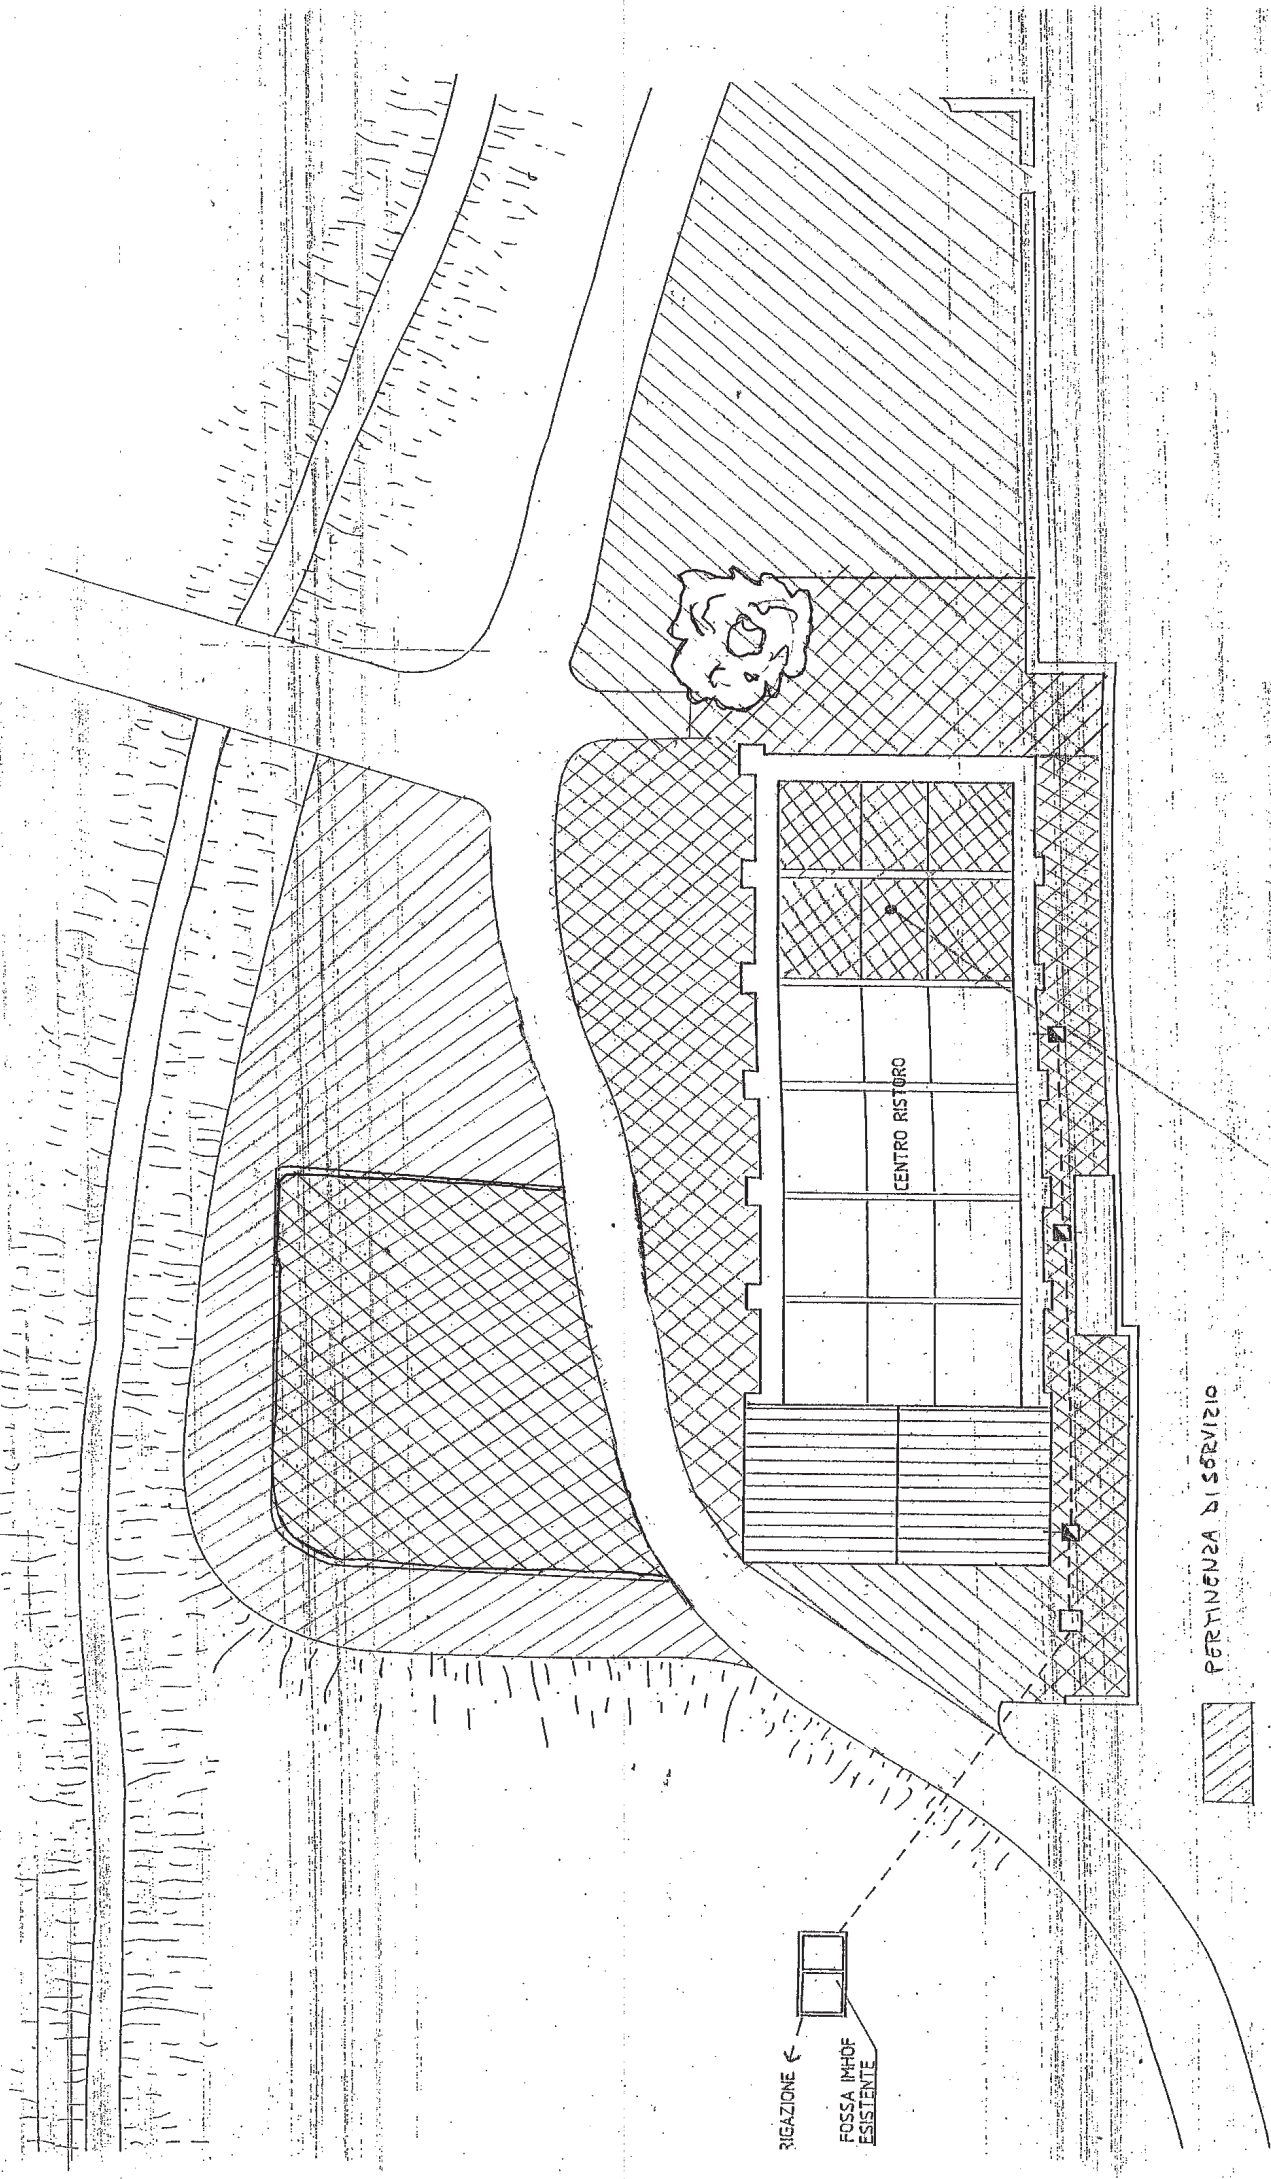 CENTRO RISTORO
PERTINENZA DI SERVIZIO
RIGAZIONE
FOSSA IMHOF
ESISTENTE